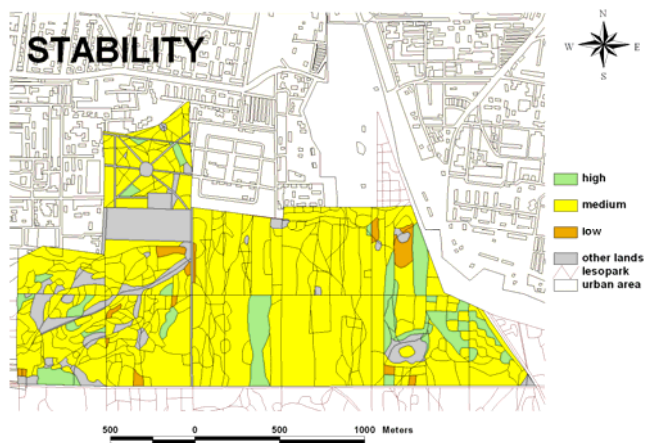 STABILITY
N
W E
S
high
medium
low
other lands
lesopark
urban area
500 0 500 1000 Meters